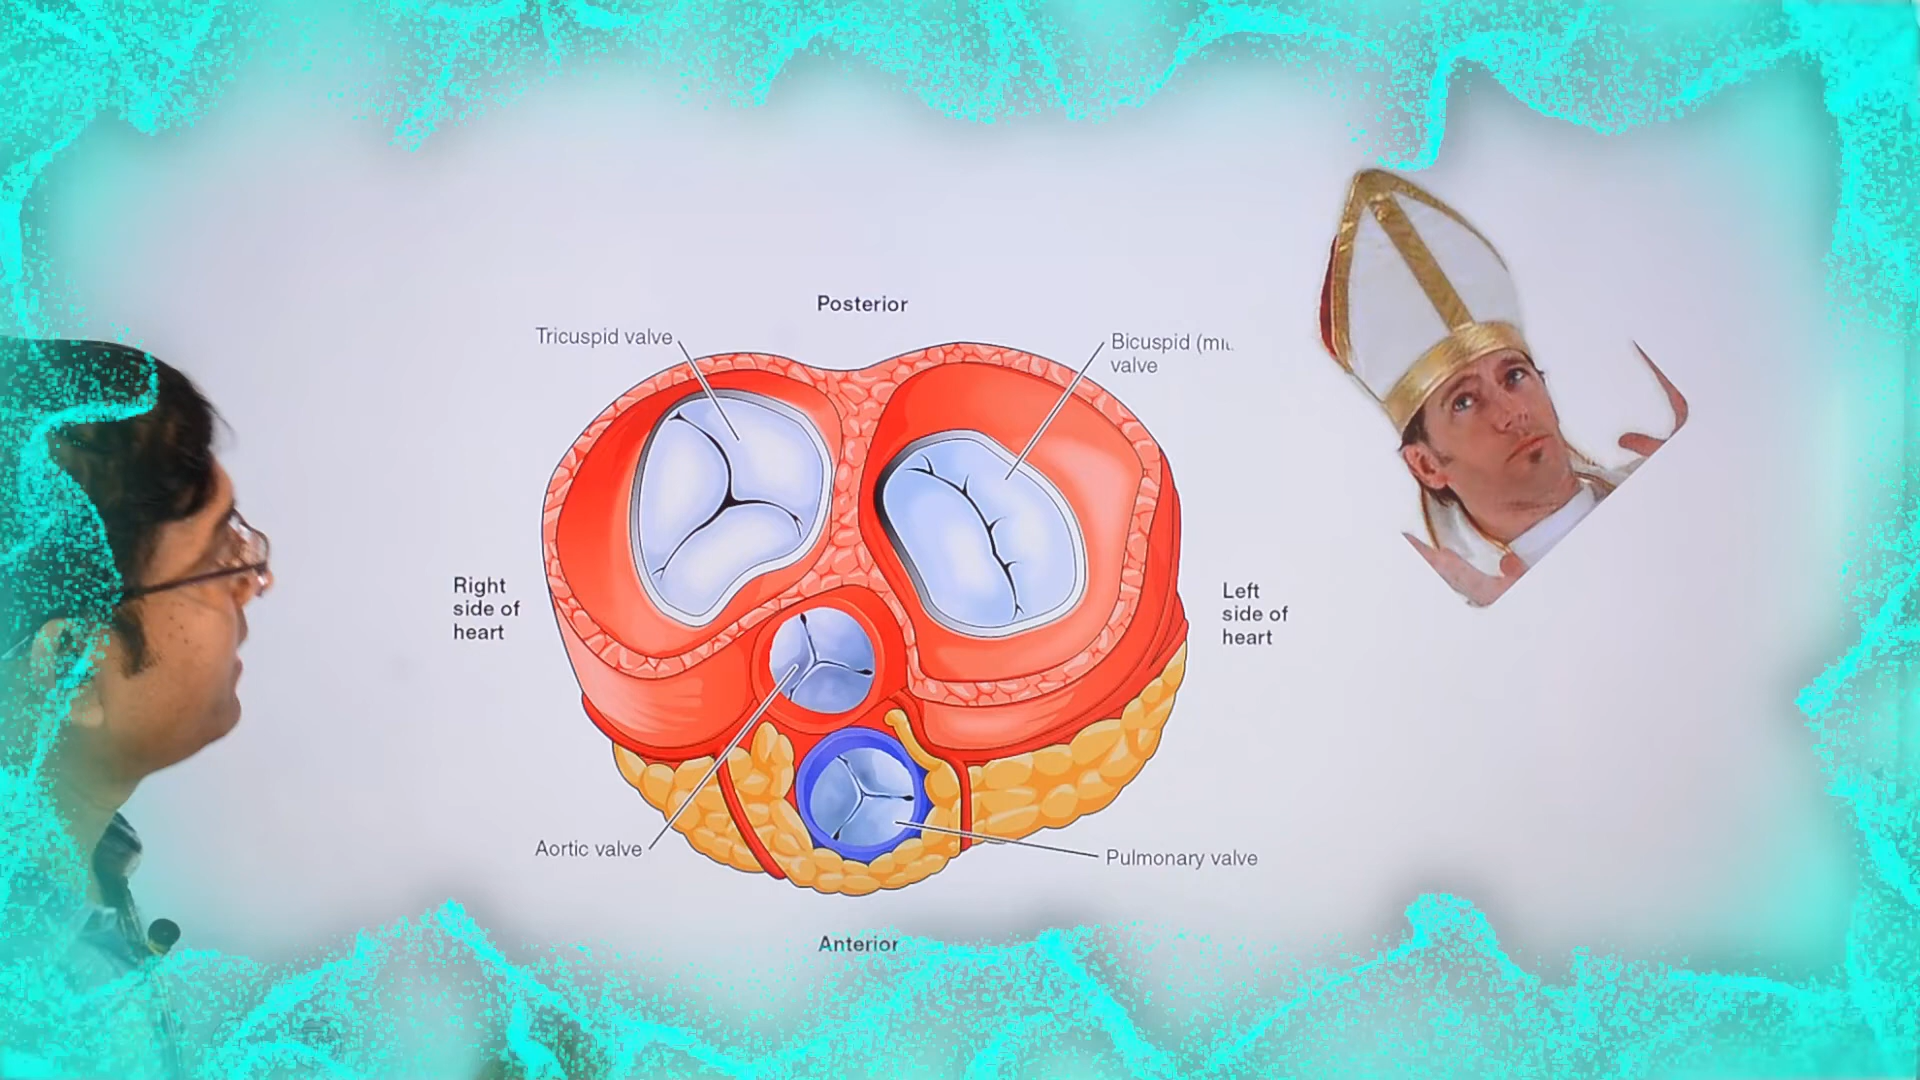 Posterior
Tricuspid valve
Bicuspid
valve
Right
side of
heart
Left
side of
heart
Aortic valve
Pulmonary valve
Anterior